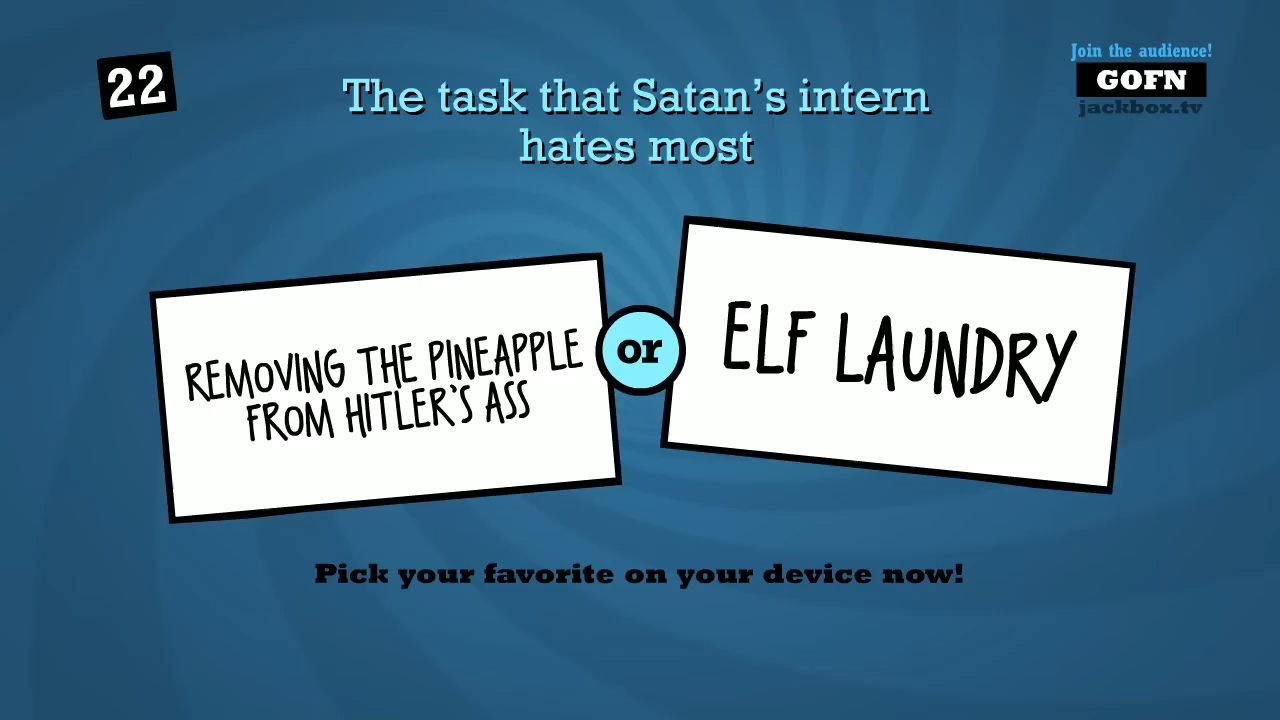 22
The task that Satan's intern
hates most
Join the audience!
GOFN
jackbox.tv
REMOVING THE PINEAPPLE
FROM HITLER'S ASS
or
ELF LAUNDRY
Pick your favorite on your device now!